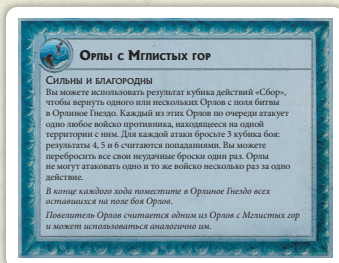 Орлы с Мглистых гор
Сильны и благородны
Вы можете использовать результат кубика действий «Сбор»,
чтобы вернуть одного или нескольких Орлов с поля битвы
в Орлиное Гнездо. Каждый из этих Орлов по очереди атакует
одно любое войско противника, находящееся на одной
территории с ним. Для каждой атаки бросьте 3 кубика боя:
результаты 4, 5 и 6 считаются попаданиями. Вы можете
перебросить все свои неудачные броски один раз. Орлы
не могут атаковать одно и то же войско несколько раз за одно
действие.
В конце каждого хода поместите в Орлиное Гнездо всех
оставшихся на поле боя Орлов.
Повелитель Орлов считается одним из Орлов с Мглистых гор
и может использоваться аналогично им.